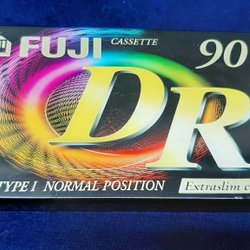 FUJI CASSETTE 90
DR
TYPE I NORMAL POSITION
Extraslim c